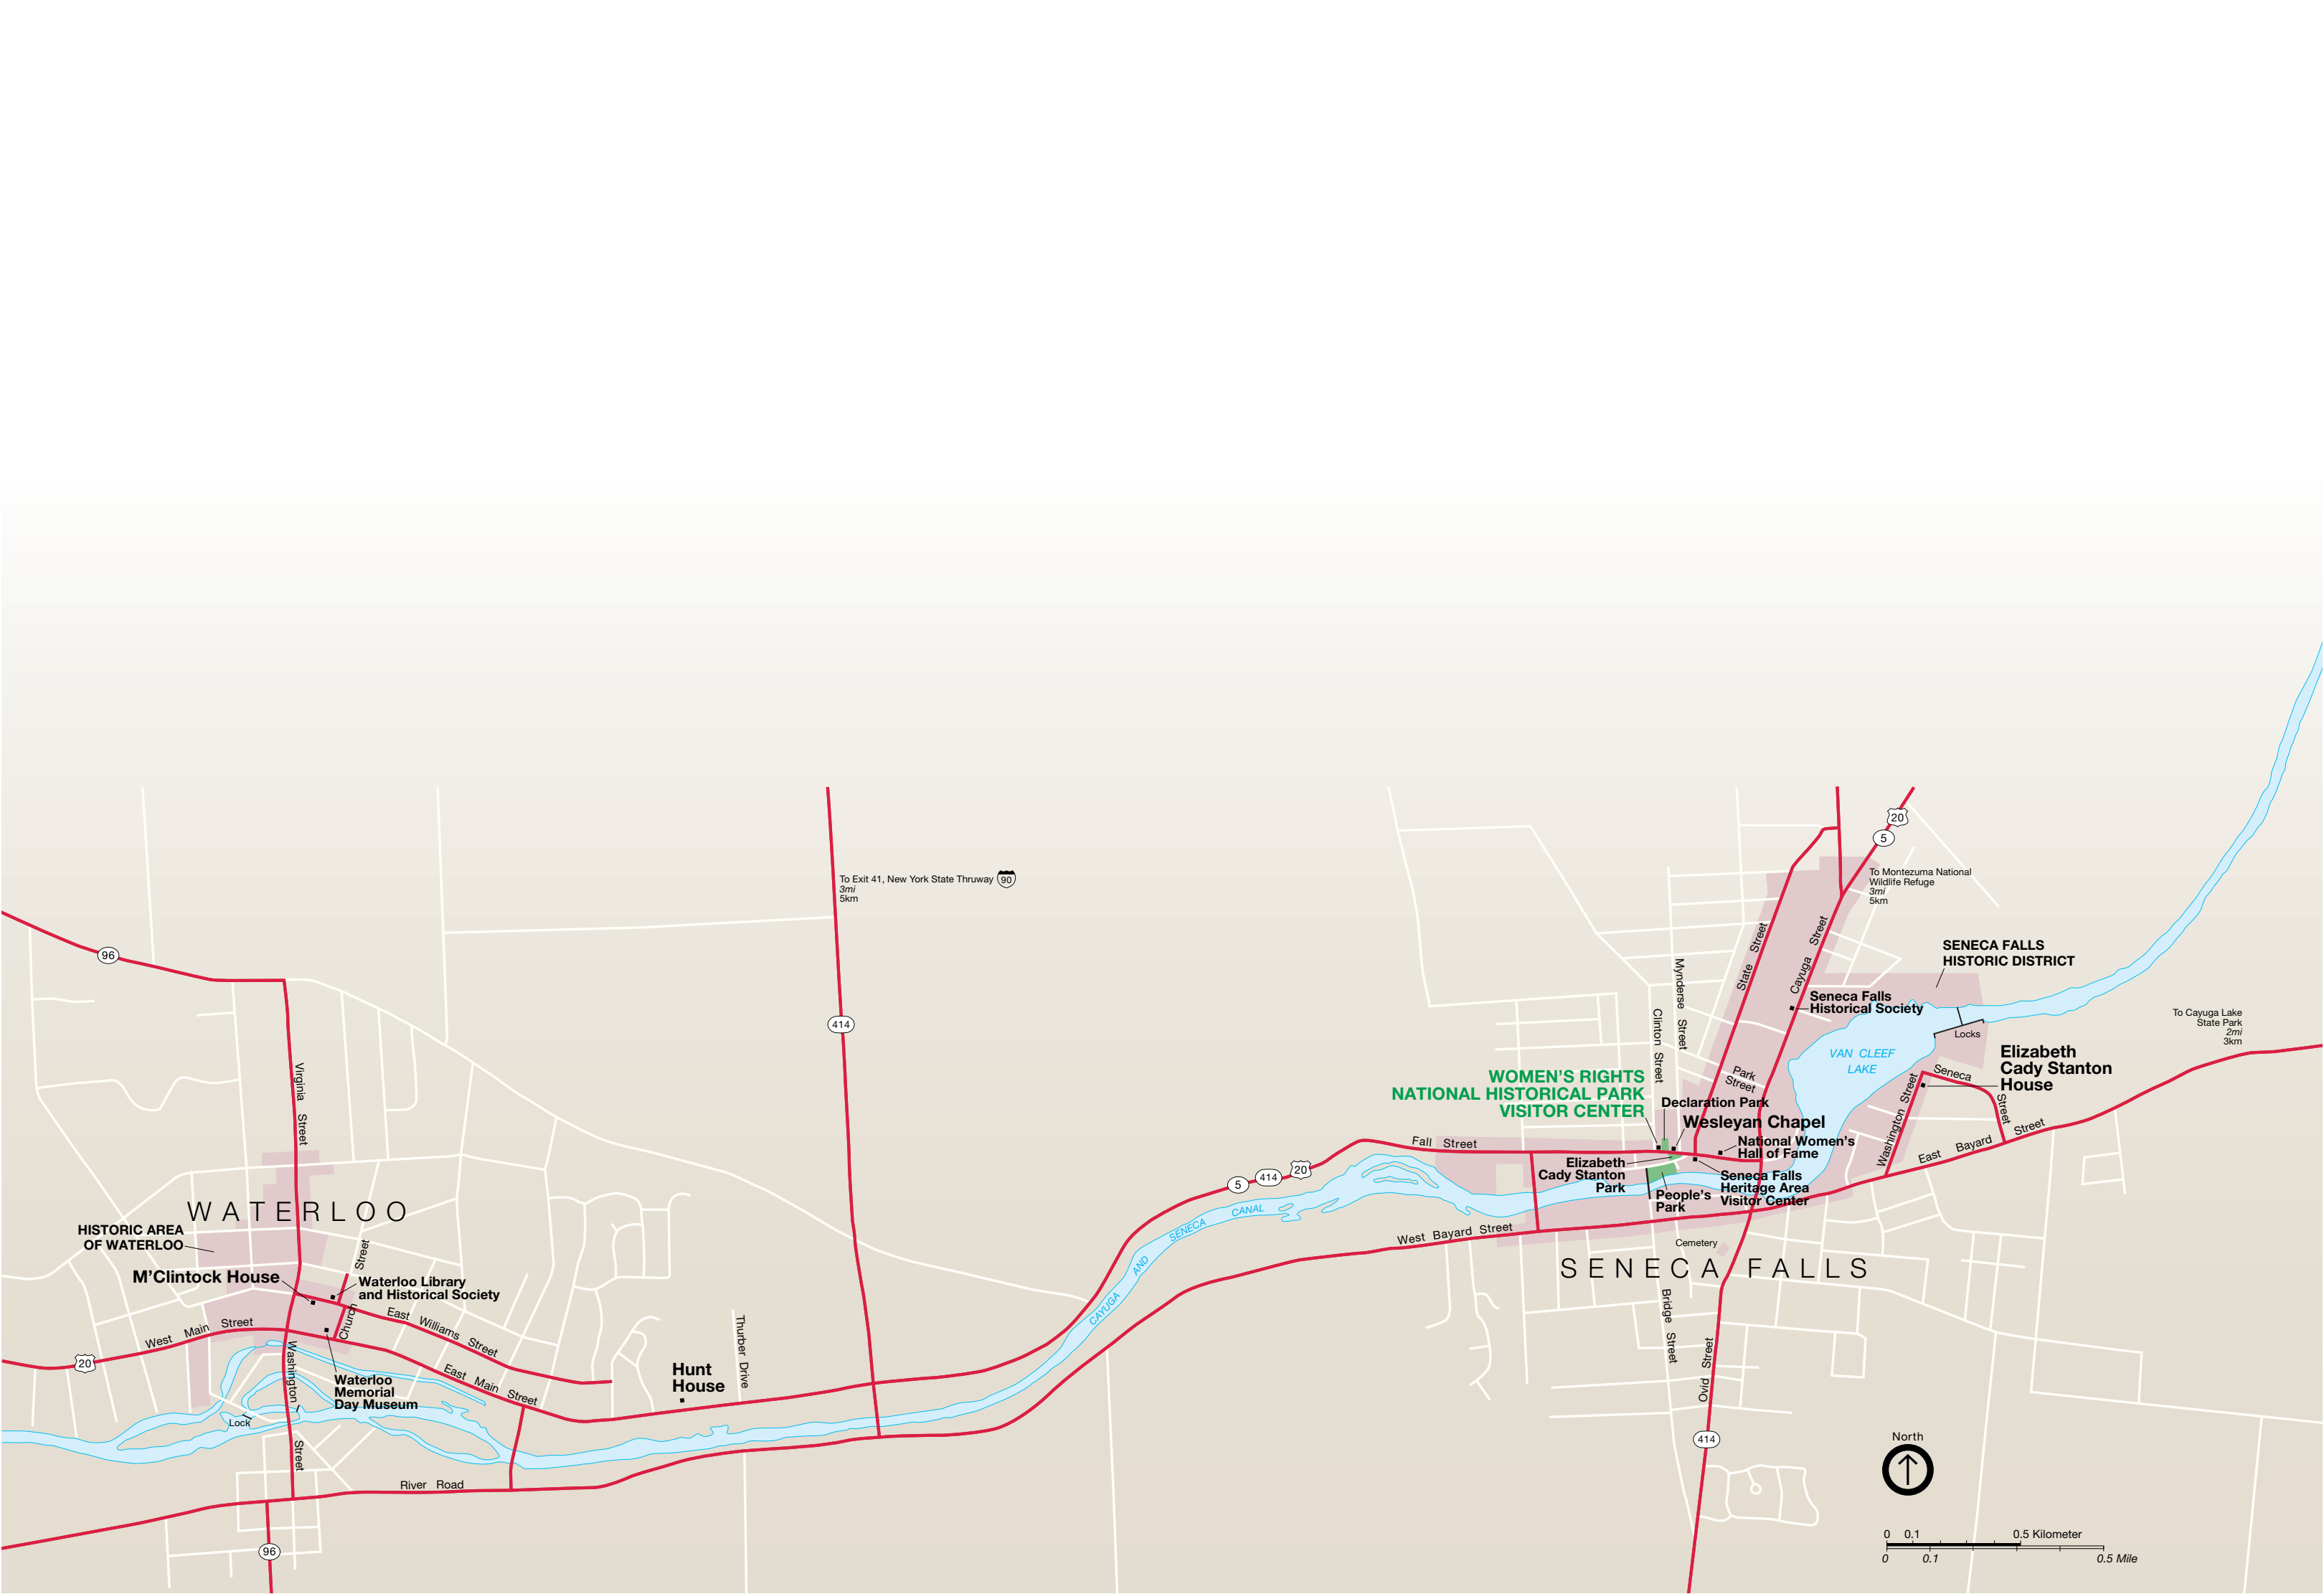 20
5
To Exit 41, New York State Thruway 90
3mi
5km
To Montezuma National
Wildlife Refuge
3mi
5km
96
414
State Street
Cayuga Street
Mynderse Street
Clinton Street
SENECA FALLS
HISTORIC DISTRICT
Seneca Falls
Historical Society
To Cayuga Lake
State Park
2mi
3km
Locks
VAN CLEEF
LAKE
Elizabeth
Cady Stanton
House
Seneca Street
Washington Street
East Bayard Street
Park
Street
WOMEN'S RIGHTS
NATIONAL HISTORICAL PARK
VISITOR CENTER
Declaration Park
Wesleyan Chapel
National Women's
Hall of Fame
Fall Street
Elizabeth
Cady Stanton
Park
People's
Park
Seneca Falls
Heritage Area
Visitor Center
5
414
20
CAYUGA AND SENECA CANAL
West Bayard Street
Cemetery
SENECA FALLS
Bridge Street
Ovid Street
414
Virginia Street
WATERLOO
HISTORIC AREA
OF WATERLOO
M'Clintock House
Church Street
Waterloo Library
and Historical Society
East Williams Street
West Main Street
20
Washington Street
East Main Street
Waterloo
Memorial
Day Museum
Lock
Hunt
House
Thurber Drive
River Road
96
North
0 0.1 0.5 Kilometer
0 0.1 0.5 Mile